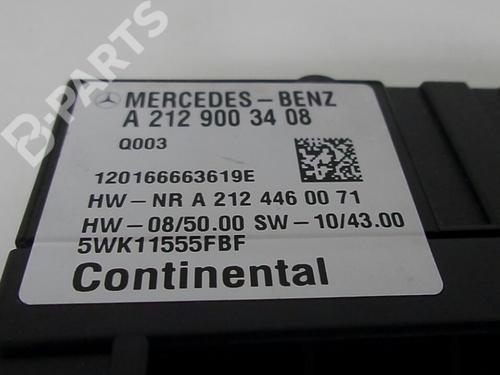 B-PARTS
MERCEDES-BENZ
A 212 900 34 08
Q003
120166663619E
HW-NR A 212 446 00 71
HW-08/50.00 SW-10/43.00
5WK11555FBF
Continental